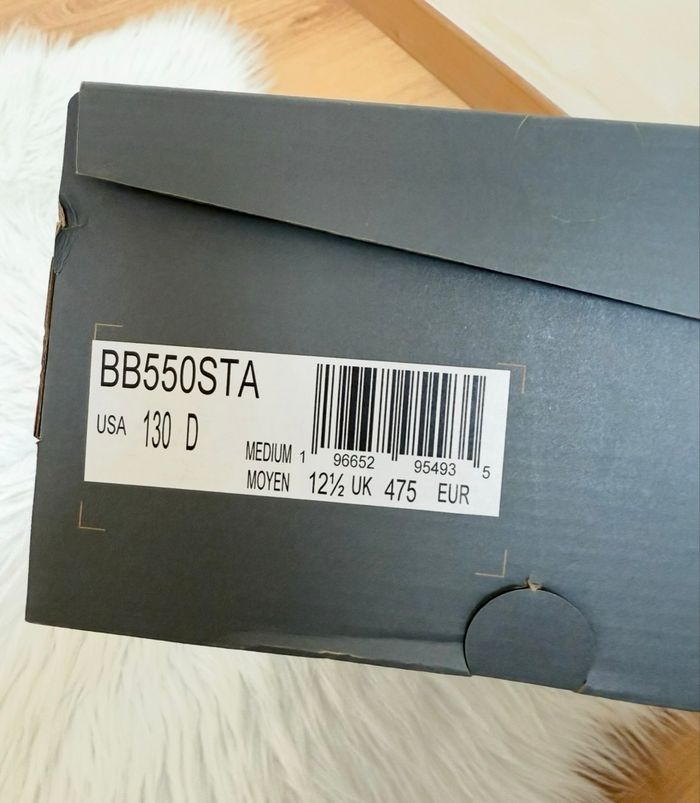 BB550STA
USA 130 D
MEDIUM
MOYEN 12½ UK 475 EUR
1 96652 95493 5